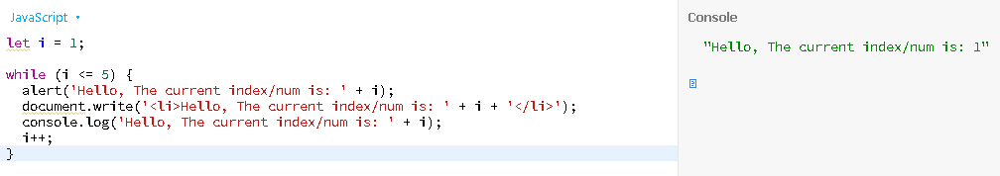 JavaScript
Console
let i = 1;
while (i <= 5) {
alert('Hello, The current index/num is: ' + i);
document.write('<li>Hello, The current index/num is: ' + i + '</li>');
console.log('Hello, The current index/num is: ' + i);
i++;
}
"Hello, The current index/num is: 1"